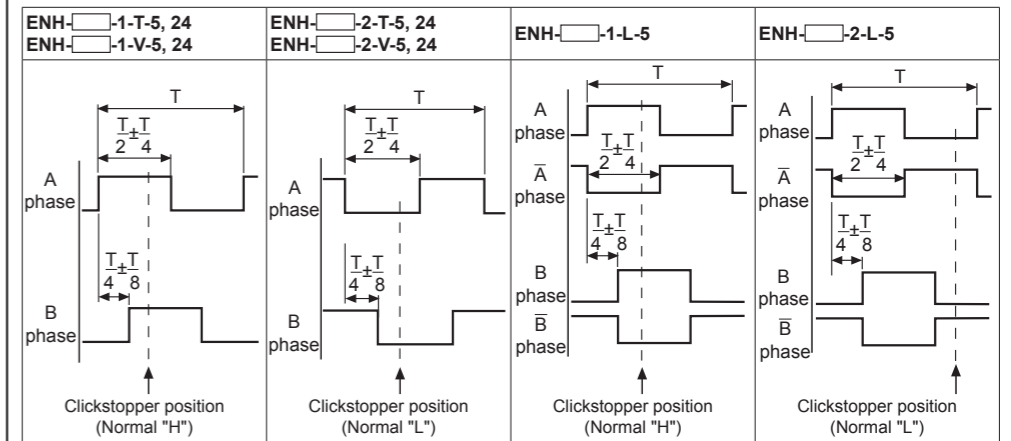 ENH-□-1-T-5, 24
ENH-□-1-V-5, 24
T
T/2 ± T/4
A
phase
T/4 ± T/8
B
phase
Clickstopper position
(Normal "H")
ENH-□-2-T-5, 24
ENH-□-2-V-5, 24
T
T/2 ± T/4
A
phase
T/4 ± T/8
B
phase
Clickstopper position
(Normal "L")
ENH-□-1-L-5
T
A
phase
T/2 ± T/4
A̅
phase
T/4 ± T/8
B
phase
B̅
phase
Clickstopper position
(Normal "H")
ENH-□-2-L-5
T
A
phase
T/2 ± T/4
A̅
phase
T/4 ± T/8
B
phase
B̅
phase
Clickstopper position
(Normal "L")